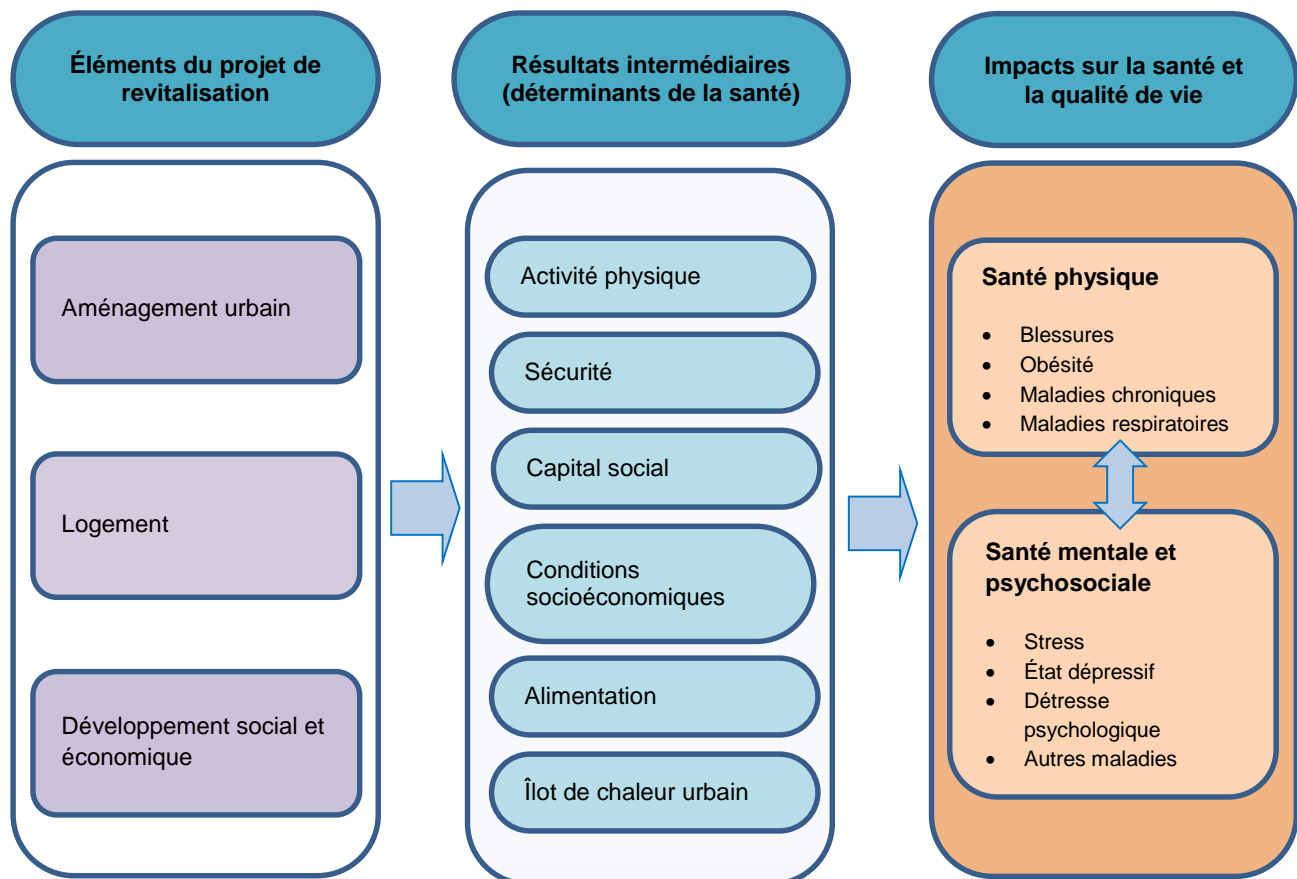 Éléments du projet de
revitalisation
Résultats intermédiaires
(déterminants de la santé)
Impacts sur la santé et
la qualité de vie
Aménagement urbain
Logement
Développement social et
économique
Activité physique
Sécurité
Capital social
Conditions
socioéconomiques
Alimentation
Îlot de chaleur urbain
Santé physique
• Blessures
• Obésité
• Maladies chroniques
• Maladies respiratoires
Santé mentale et
psychosociale
• Stress
• État dépressif
• Détresse
psychologique
• Autres maladies